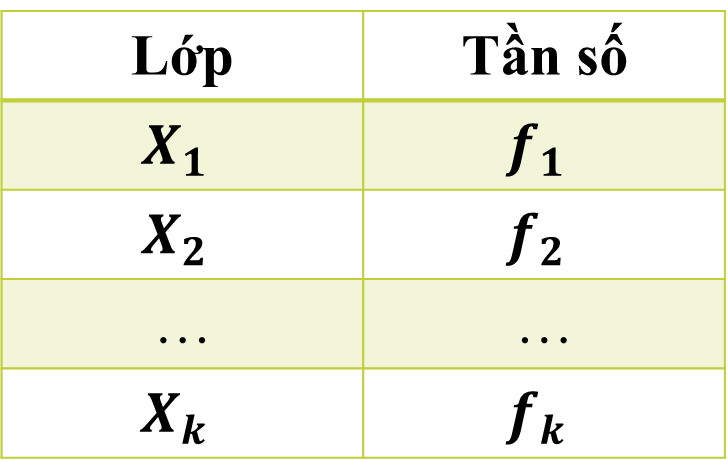 Lớp Tần số
X₁ f₁
X₂ f₂
… …
Xₖ fₖ